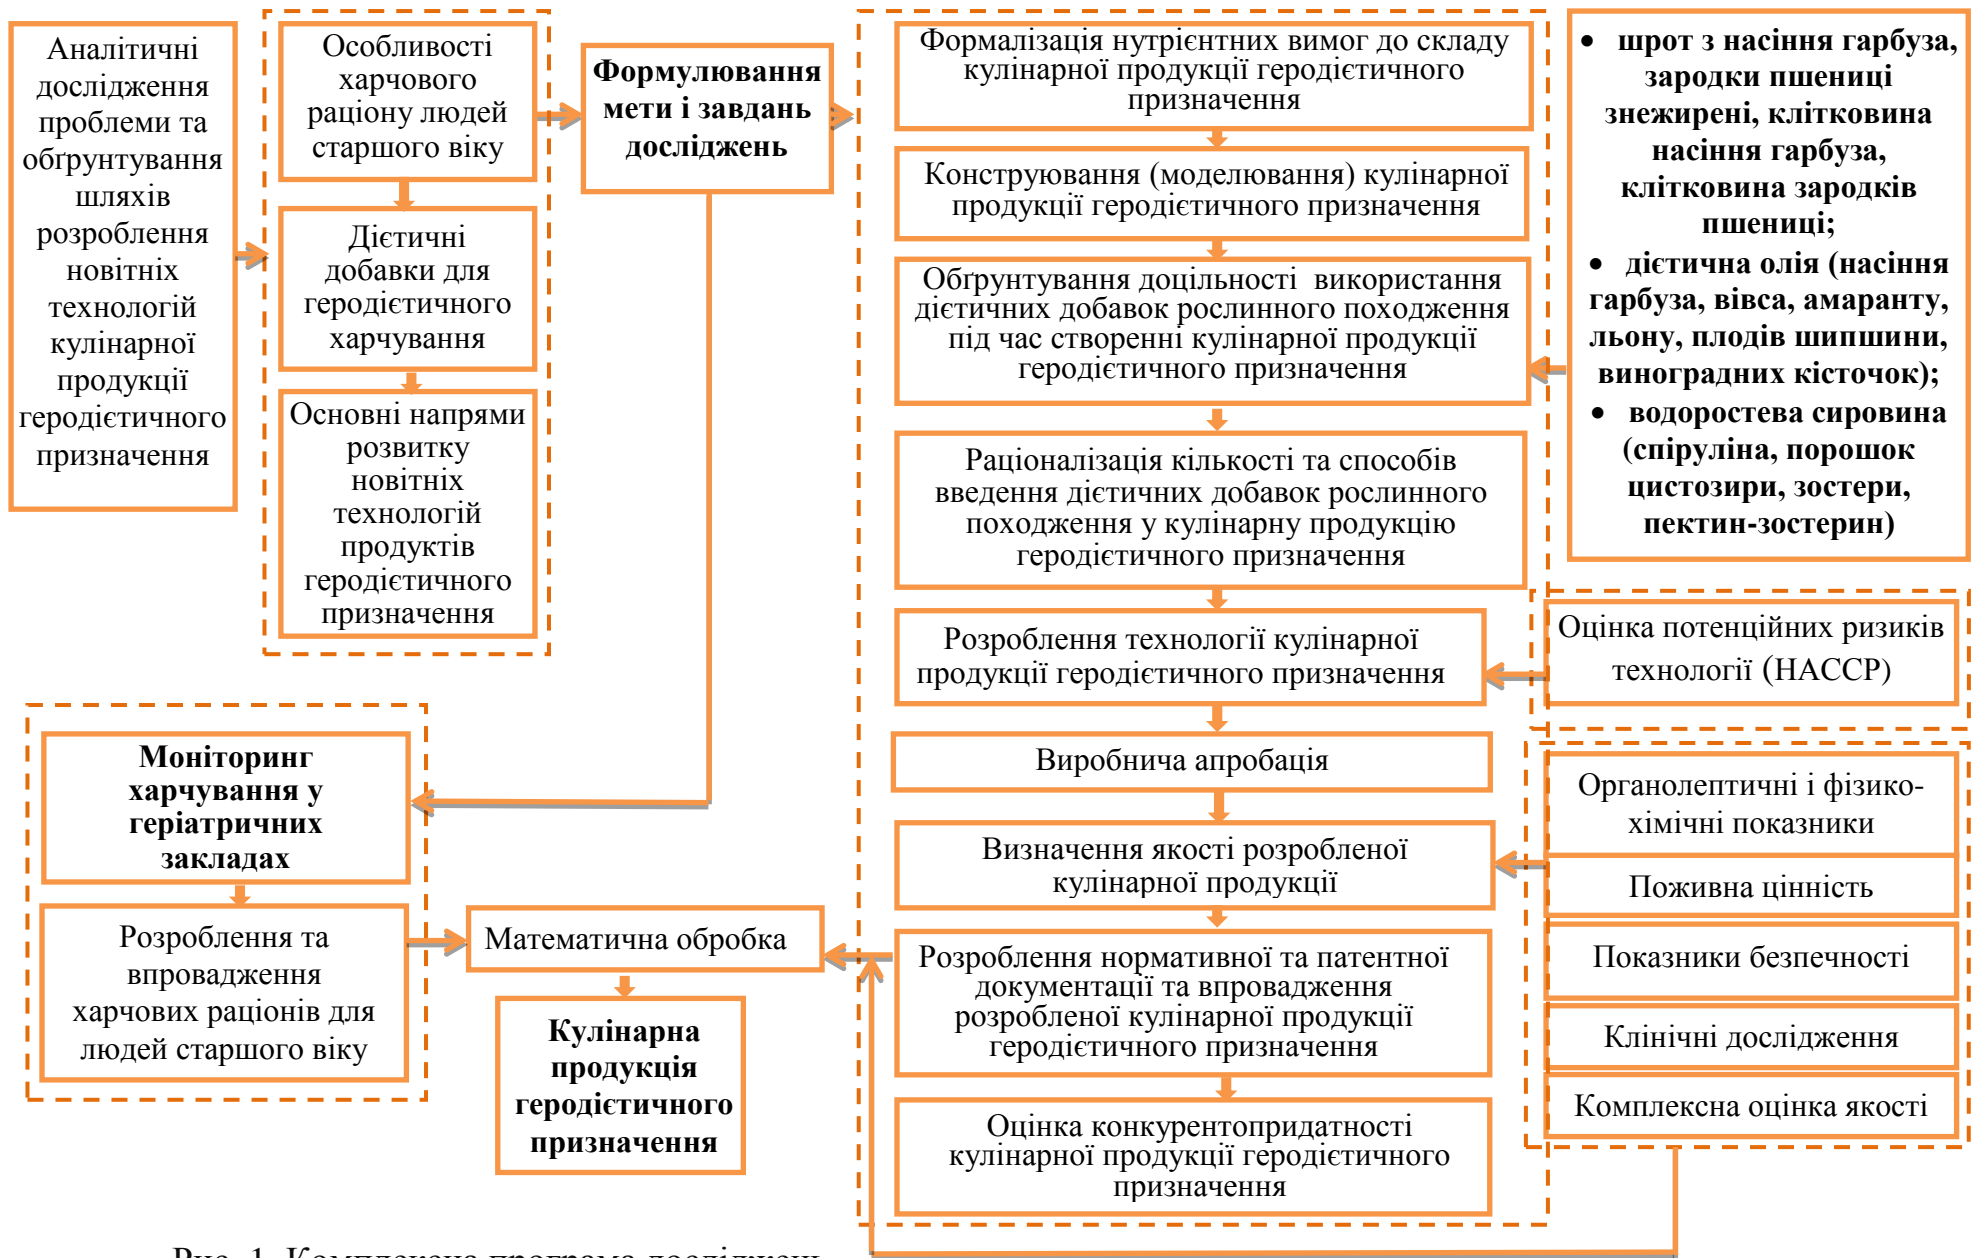 Аналітичні
дослідження
проблеми та
обґрунтування
шляхів
розроблення
новітніх
технологій
кулінарної
продукції
геродієтичного
призначення
Особливості
харчового
раціону людей
старшого віку
Дієтичні
добавки для
геродієтичного
харчування
Основні напрями
розвитку
новітніх
технологій
продуктів
геродієтичного
призначення
Формулювання
мети і завдань
досліджень
Формалізація нутрієнтних вимог до складу
кулінарної продукції геродієтичного
призначення
Конструювання (моделювання) кулінарної
продукції геродієтичного призначення
Обґрунтування доцільності використання
дієтичних добавок рослинного походження
під час створенні кулінарної продукції
геродієтичного призначення
Раціоналізація кількості та способів
введення дієтичних добавок рослинного
походження у кулінарну продукцію
геродієтичного призначення
Розроблення технології кулінарної
продукції геродієтичного призначення
Виробнича апробація
Визначення якості розробленої
кулінарної продукції
Розроблення нормативної та патентної
документації та впровадження
розробленої кулінарної продукції
геродієтичного призначення
Оцінка конкурентопридатності
кулінарної продукції геродієтичного
призначення
• шрот з насіння гарбуза,
зародки пшениці
знежирені, клітковина
насіння гарбуза,
клітковина зародків
пшениці;
• дієтична олія (насіння
гарбуза, вівса, амаранту,
льону, плодів шипшини,
виноградних кісточок);
• водоростева сировина
(спіруліна, порошок
цистозири, зостери,
пектин-зостерин)
Оцінка потенційних ризиків
технології (НАССР)
Органолептичні і фізико-
хімічні показники
Поживна цінність
Показники безпечності
Клінічні дослідження
Комплексна оцінка якості
Моніторинг
харчування у
геріатричних
закладах
Розроблення та
впровадження
харчових раціонів для
людей старшого віку
Математична обробка
Кулінарна
продукція
геродієтичного
призначення
Рис. 1. Комплексна програма досліджень